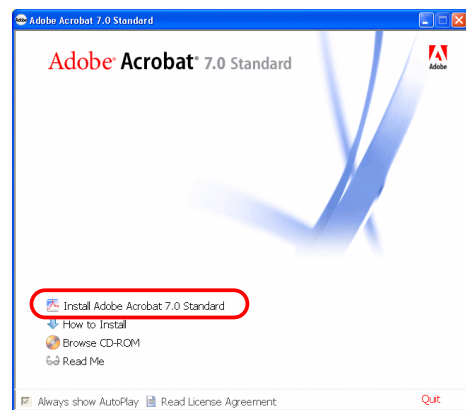 Adobe Acrobat 7.0 Standard
Adobe® Acrobat® 7.0 Standard
Adobe
Install Adobe Acrobat 7.0 Standard
How to Install
Browse CD-ROM
Read Me
Always show AutoPlay Read License Agreement Quit